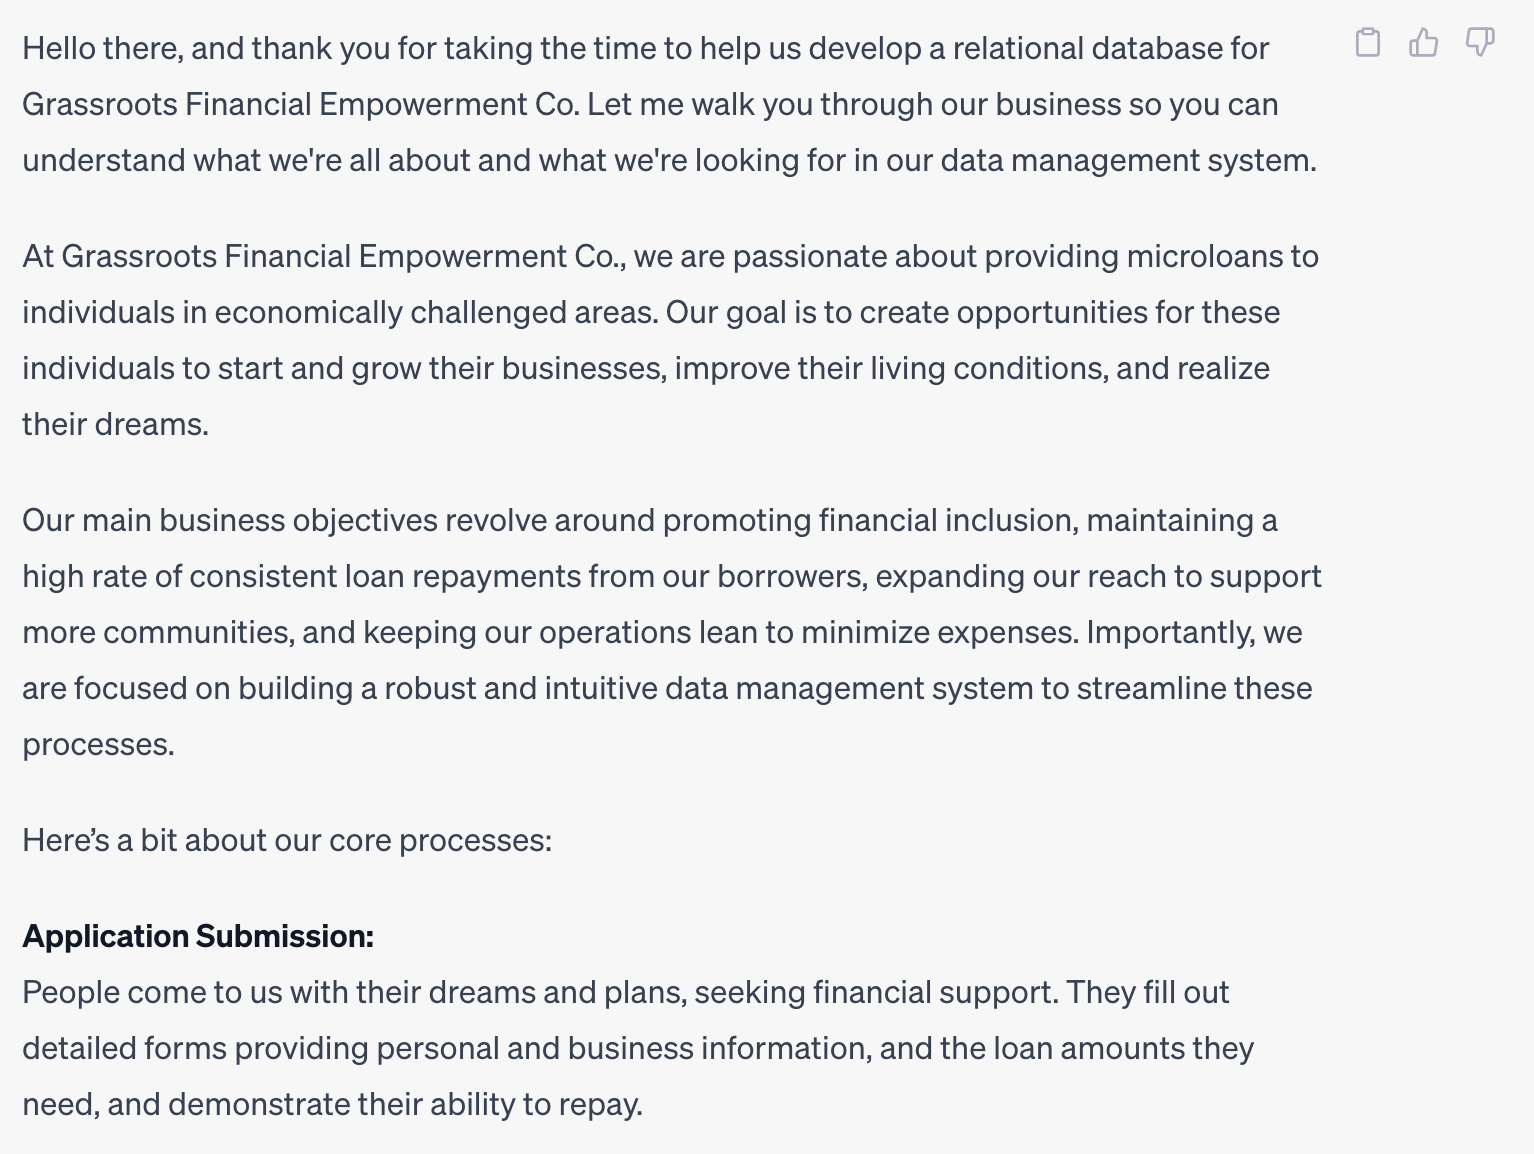 Hello there, and thank you for taking the time to help us develop a relational database for
Grassroots Financial Empowerment Co. Let me walk you through our business so you can
understand what we're all about and what we're looking for in our data management system.
At Grassroots Financial Empowerment Co., we are passionate about providing microloans to
individuals in economically challenged areas. Our goal is to create opportunities for these
individuals to start and grow their businesses, improve their living conditions, and realize
their dreams.
Our main business objectives revolve around promoting financial inclusion, maintaining a
high rate of consistent loan repayments from our borrowers, expanding our reach to support
more communities, and keeping our operations lean to minimize expenses. Importantly, we
are focused on building a robust and intuitive data management system to streamline these
processes.
Here’s a bit about our core processes:
Application Submission:
People come to us with their dreams and plans, seeking financial support. They fill out
detailed forms providing personal and business information, and the loan amounts they
need, and demonstrate their ability to repay.